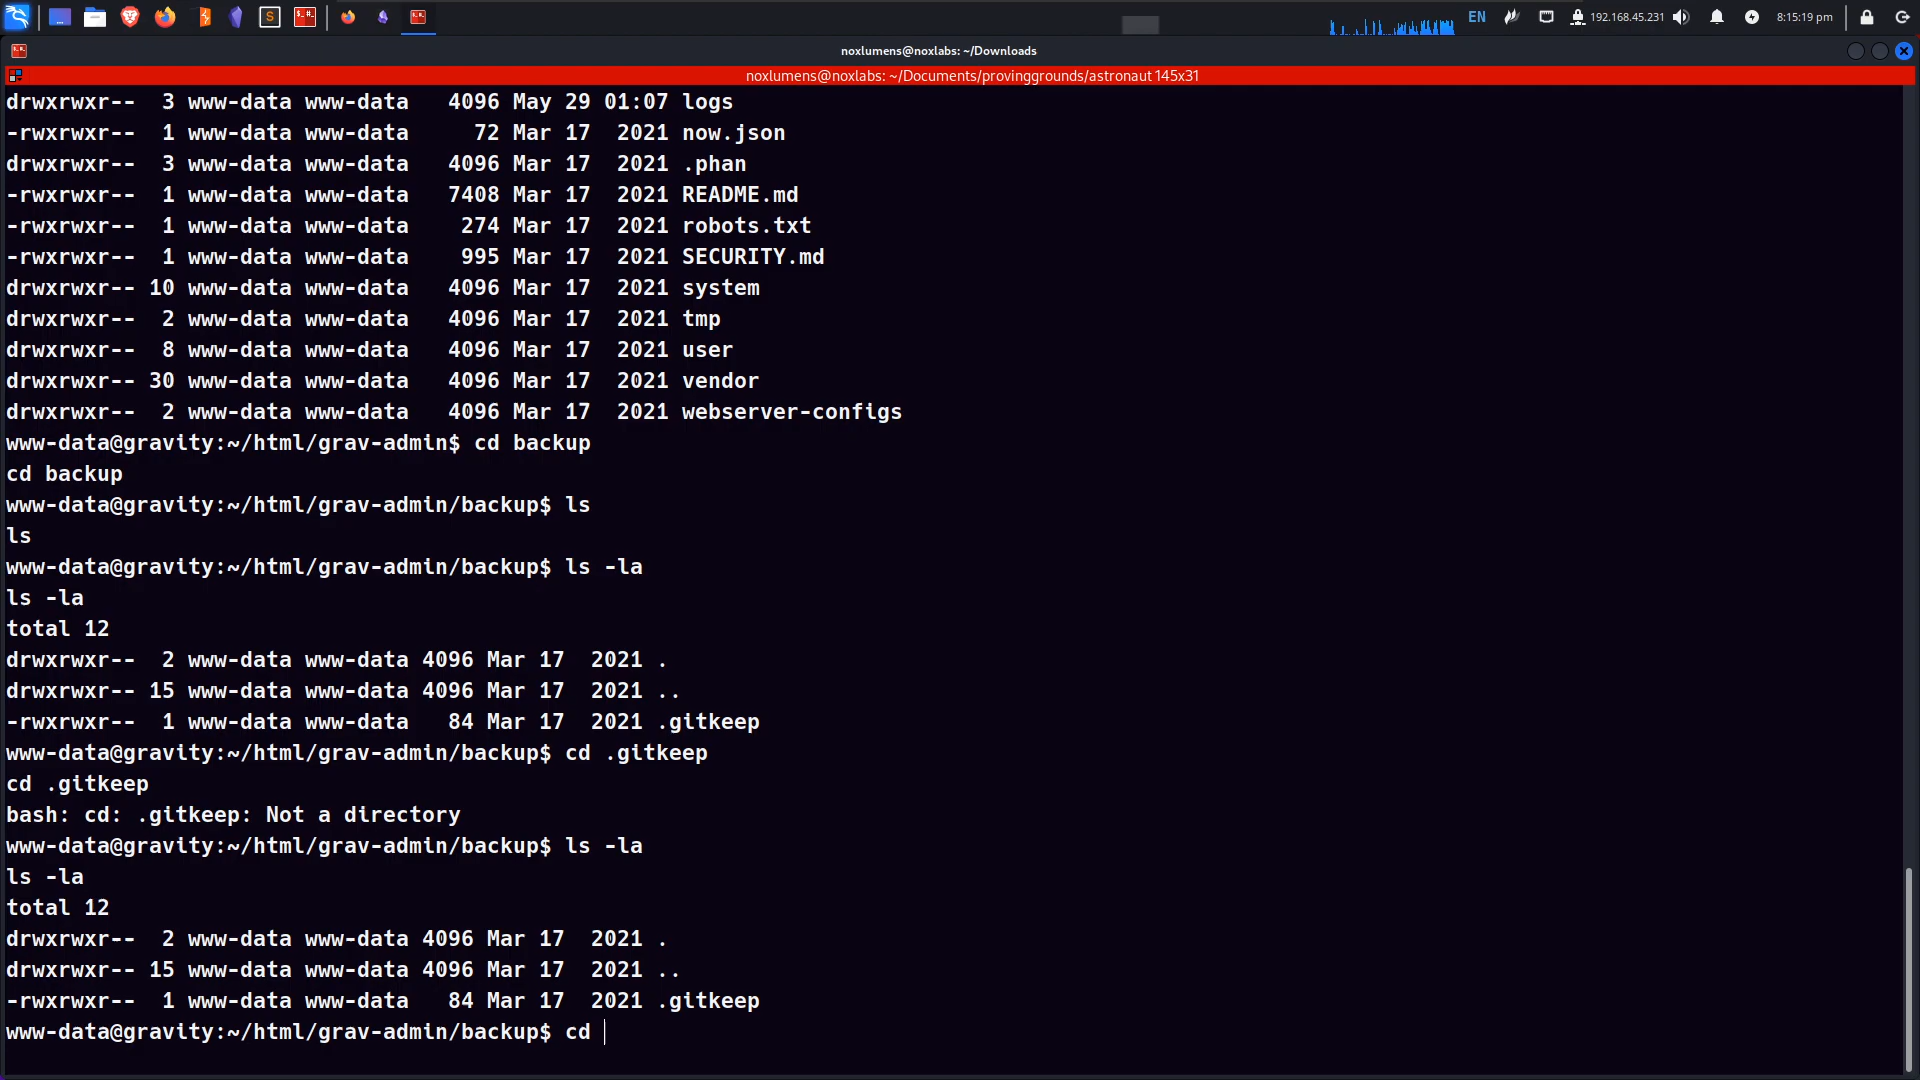 EN
192.168.45.231
8:15:19 pm
noxlumens@noxlabs: ~/Downloads
noxlumens@noxlabs: ~/Documents/provinggrounds/astronaut 145x31
drwxrwxr--  3 www-data www-data   4096 May 29 01:07 logs
-rwxrwxr--  1 www-data www-data     72 Mar 17  2021 now.json
drwxrwxr--  3 www-data www-data   4096 Mar 17  2021 .phan
-rwxrwxr--  1 www-data www-data   7408 Mar 17  2021 README.md
-rwxrwxr--  1 www-data www-data    274 Mar 17  2021 robots.txt
-rwxrwxr--  1 www-data www-data    995 Mar 17  2021 SECURITY.md
drwxrwxr-- 10 www-data www-data   4096 Mar 17  2021 system
drwxrwxr--  2 www-data www-data   4096 Mar 17  2021 tmp
drwxrwxr--  8 www-data www-data   4096 Mar 17  2021 user
drwxrwxr-- 30 www-data www-data   4096 Mar 17  2021 vendor
drwxrwxr--  2 www-data www-data   4096 Mar 17  2021 webserver-configs
www-data@gravity:~/html/grav-admin$ cd backup
cd backup
www-data@gravity:~/html/grav-admin/backup$ ls
ls
www-data@gravity:~/html/grav-admin/backup$ ls -la
ls -la
total 12
drwxrwxr--  2 www-data www-data 4096 Mar 17  2021 .
drwxrwxr-- 15 www-data www-data 4096 Mar 17  2021 ..
-rwxrwxr--  1 www-data www-data   84 Mar 17  2021 .gitkeep
www-data@gravity:~/html/grav-admin/backup$ cd .gitkeep
cd .gitkeep
bash: cd: .gitkeep: Not a directory
www-data@gravity:~/html/grav-admin/backup$ ls -la
ls -la
total 12
drwxrwxr--  2 www-data www-data 4096 Mar 17  2021 .
drwxrwxr-- 15 www-data www-data 4096 Mar 17  2021 ..
-rwxrwxr--  1 www-data www-data   84 Mar 17  2021 .gitkeep
www-data@gravity:~/html/grav-admin/backup$ cd